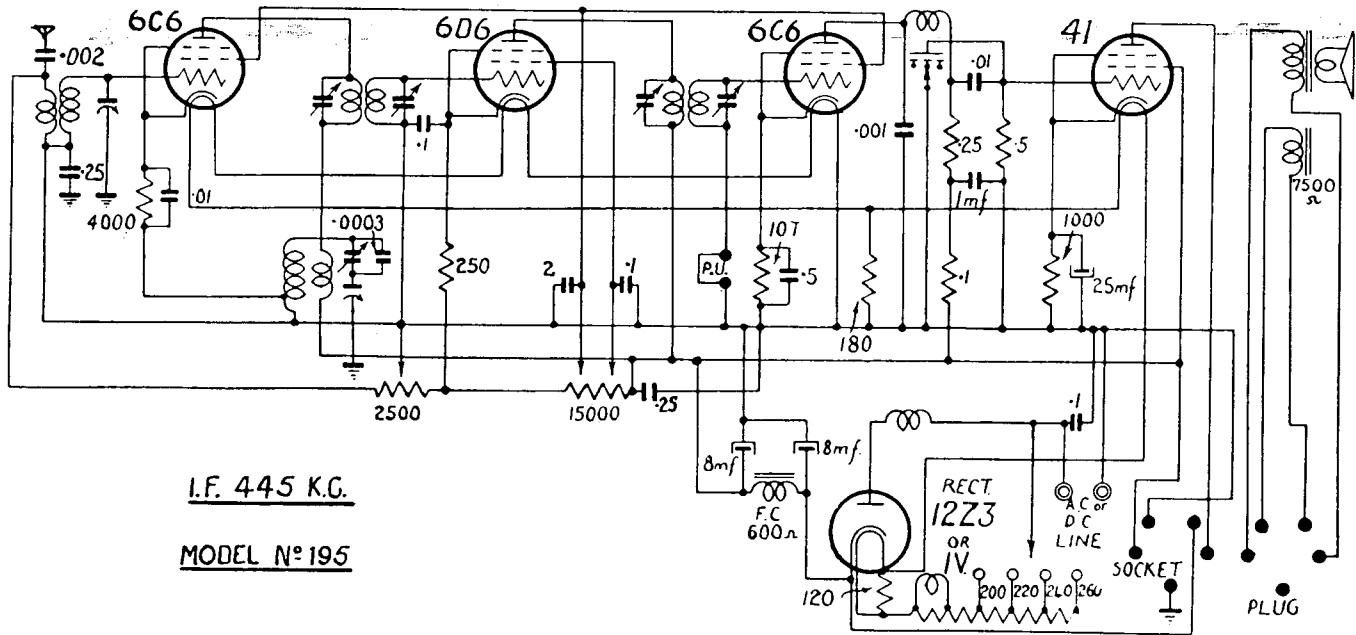 6C6
6D6
6C6
41
.002
.01
.1
.25
.5
.001
.25
.01
4000
.0003
1mf
1000
7500
Ω
250
2
.1
P.U.
10T
.5
.1
25mf
180
2500
15000
.25
.1
8mf
8mf.
I.F. 445 K.C.
F.C
600Ω
RECT.
12Z3
OR
1V.
A.C or
D.C
LINE
MODEL Nº 195
120
200
220
240
260
SOCKET
PLUG